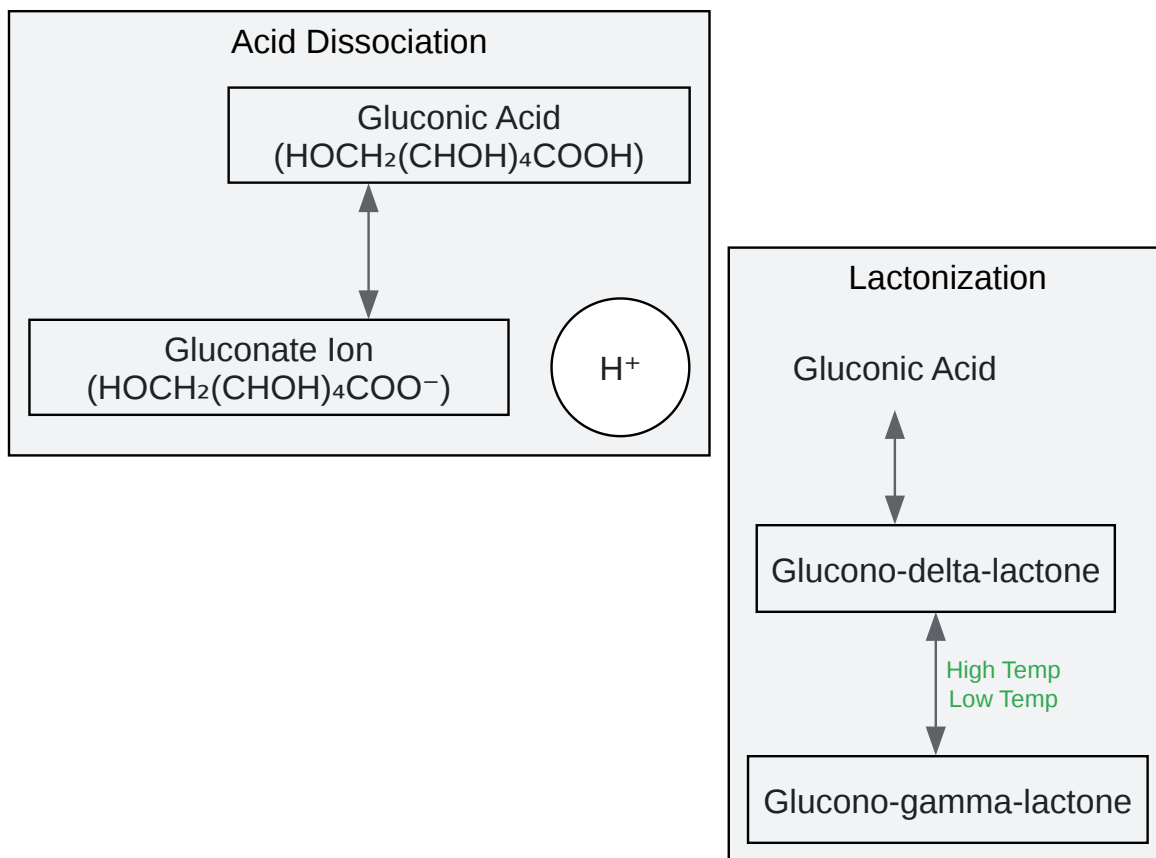 Acid Dissociation
Gluconic Acid
(HOCH₂(CHOH)₄COOH)
Gluconate Ion
(HOCH₂(CHOH)₄COO⁻)
H⁺
Lactonization
Gluconic Acid
Glucono-delta-lactone
High Temp
Low Temp
Glucono-gamma-lactone